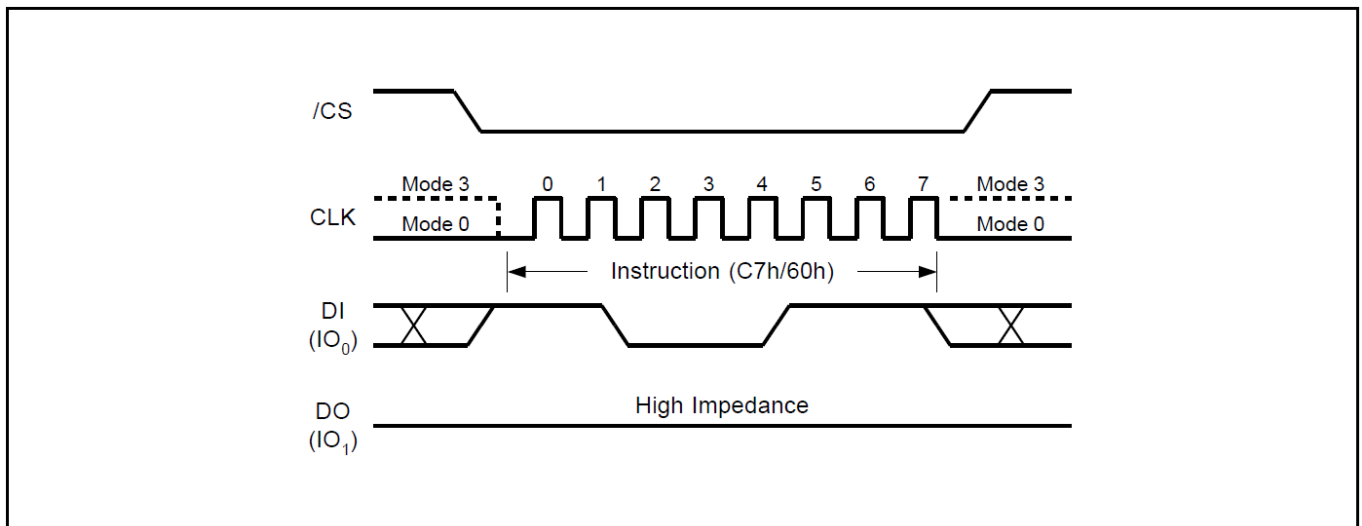 /CS
Mode 3 0 1 2 3 4 5 6 7 Mode 3
CLK
Mode 0 Mode 0
Instruction (C7h/60h)
DI
(IO₀)
High Impedance
DO
(IO₁)